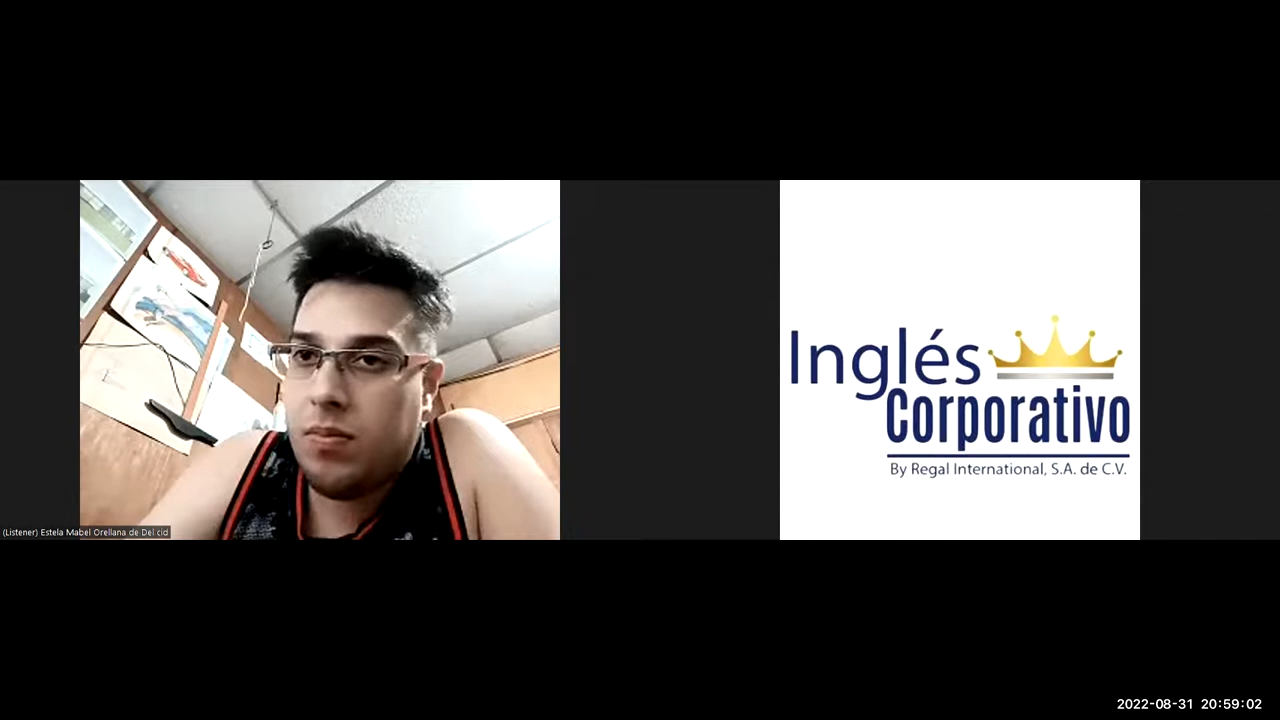 (Listener) Estela Mabel Orellana de Del cid
Inglés
Corporativo
By Regal International, S.A. de C.V.
2022-08-31 20:59:02